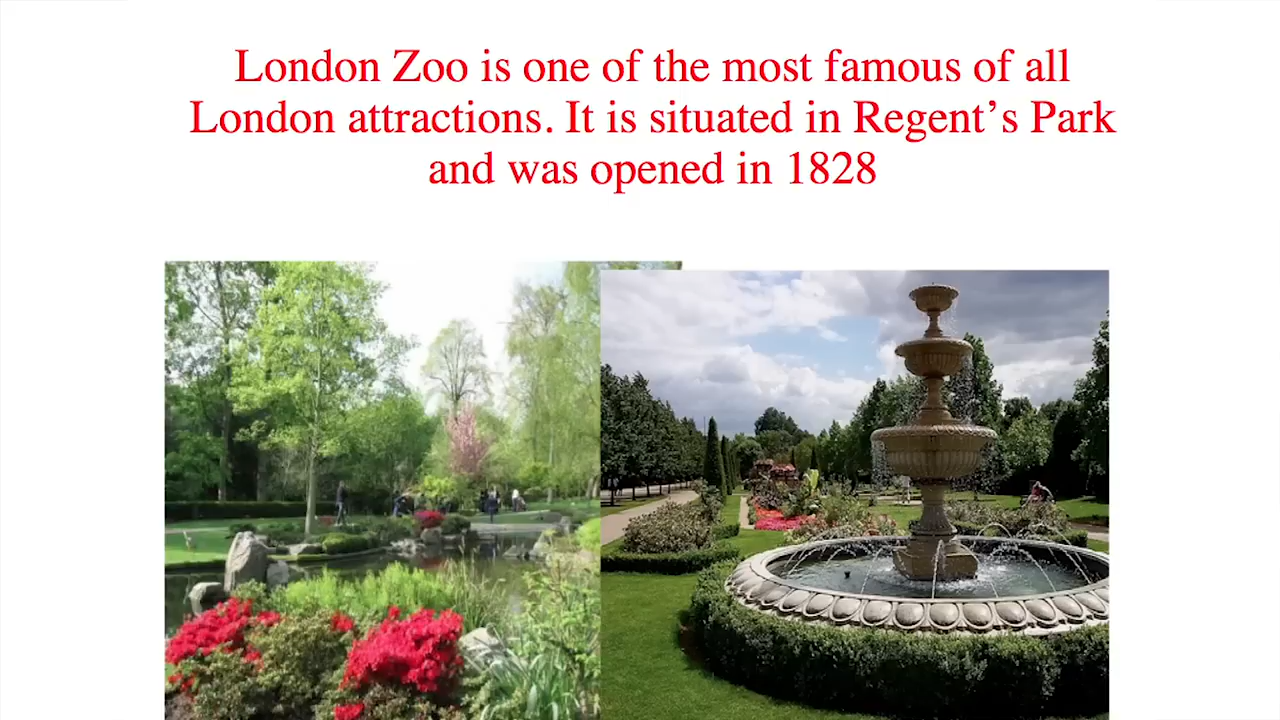 London Zoo is one of the most famous of all
London attractions. It is situated in Regent’s Park
and was opened in 1828